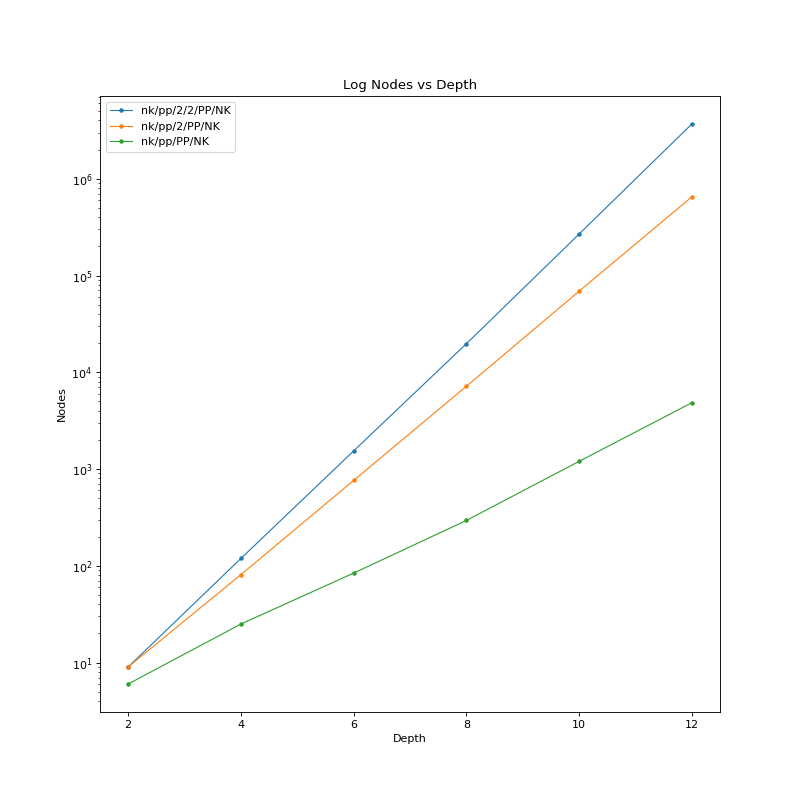 Log Nodes vs Depth
nk/pp/2/2/PP/NK
nk/pp/2/PP/NK
nk/pp/PP/NK
10^6
10^5
10^4
10^3
10^2
10^1
Nodes
2 4 6 8 10 12
Depth